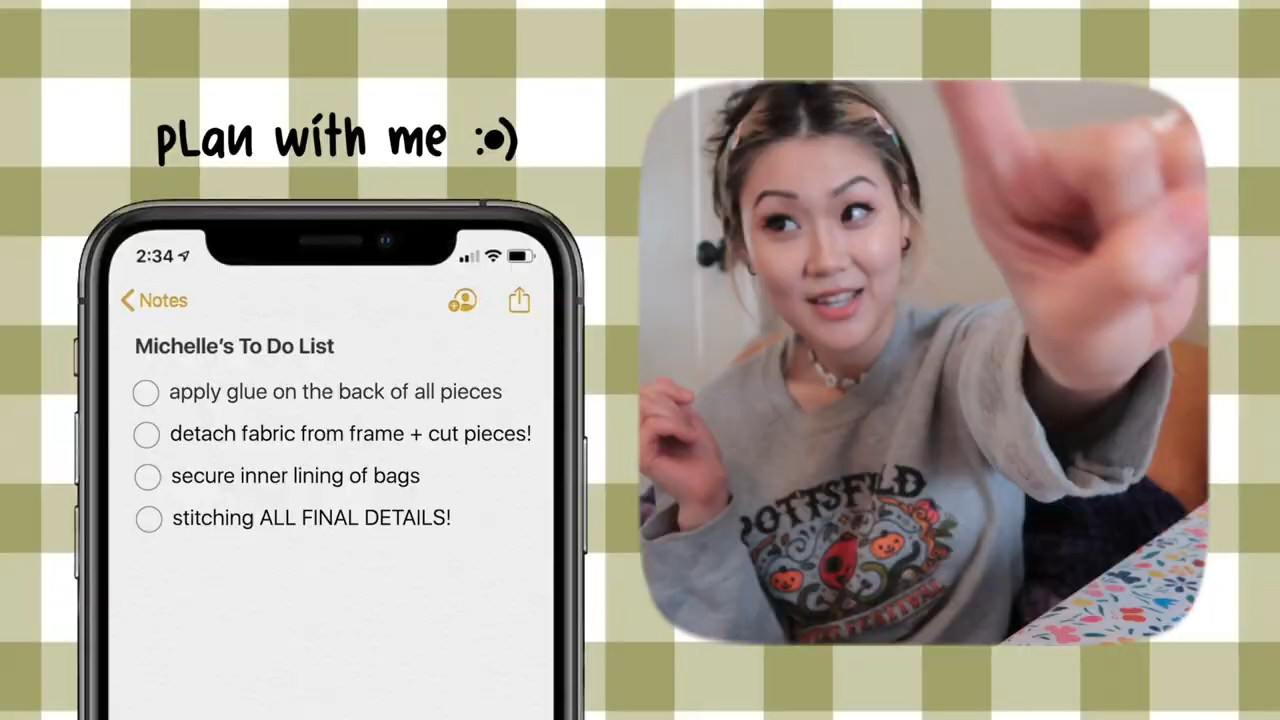 pLan with me :•)
2:34
Notes
Michelle's To Do List
apply glue on the back of all pieces
detach fabric from frame + cut pieces!
secure inner lining of bags
stitching ALL FINAL DETAILS!
POTTSFIELD